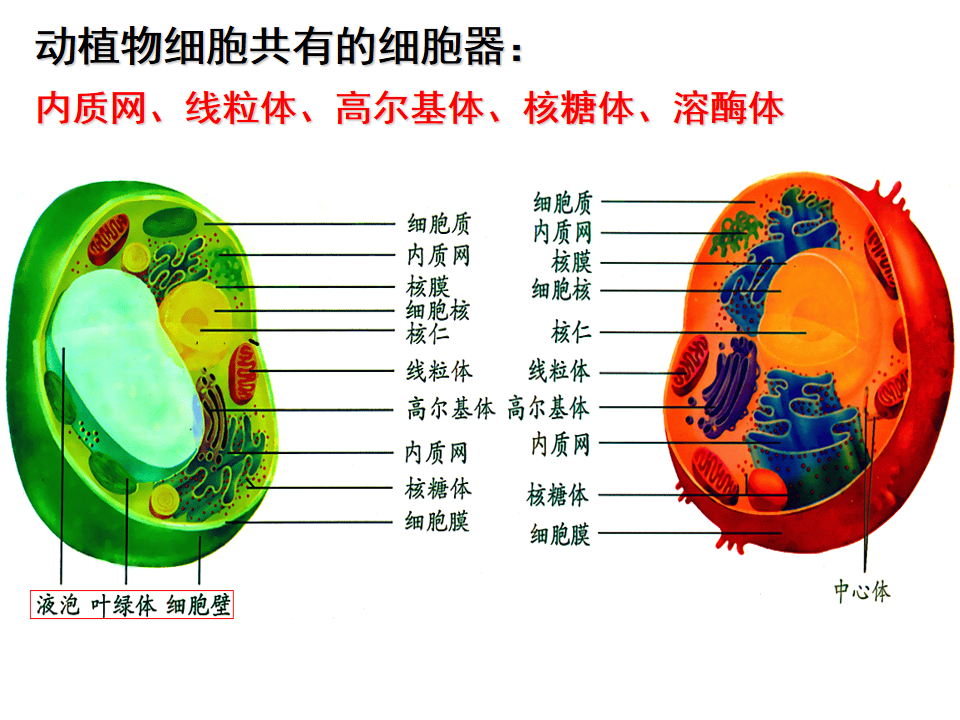 动植物细胞共有的细胞器：
内质网、线粒体、高尔基体、核糖体、溶酶体
细胞质
内质网
核膜
细胞核
核仁
线粒体
高尔基体
内质网
核糖体
细胞膜
液泡 叶绿体 细胞壁
细胞质
内质网
核膜
细胞核
核仁
线粒体
高尔基体
内质网
核糖体
细胞膜
中心体